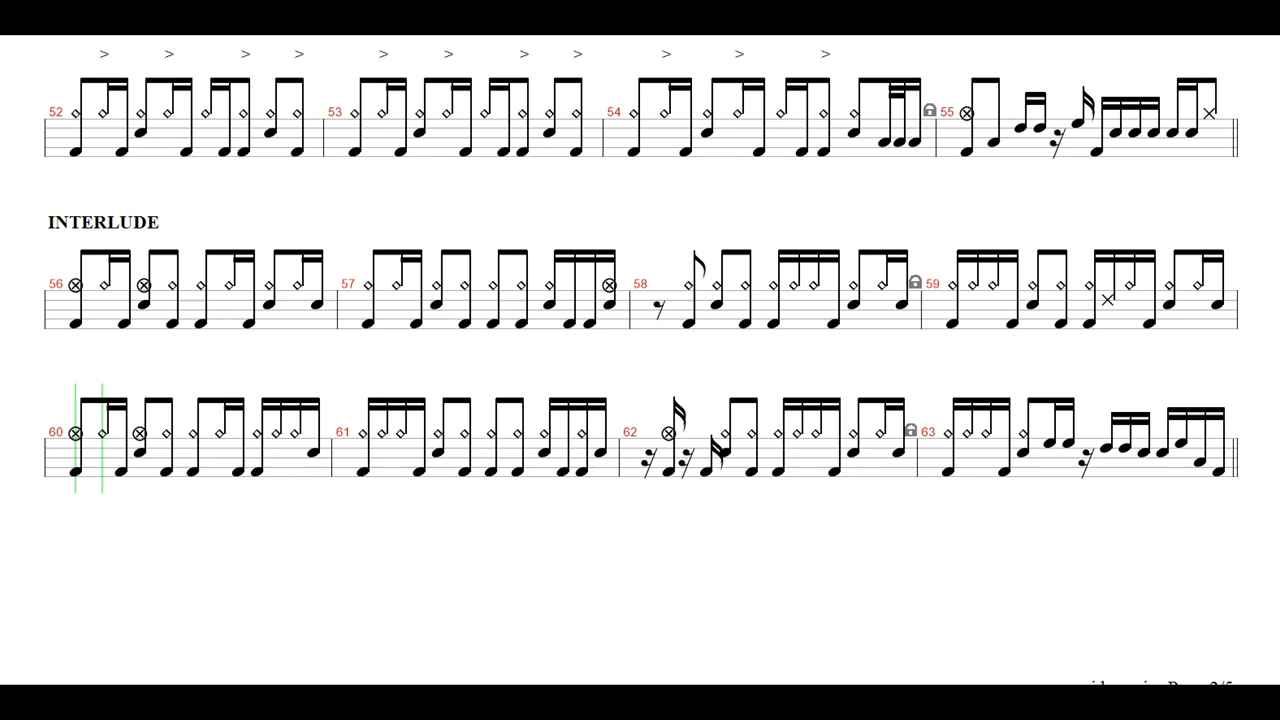 > > > > > > > > > > >
52 53 54 55
INTERLUDE
56 57 58 59
60 61 62 63